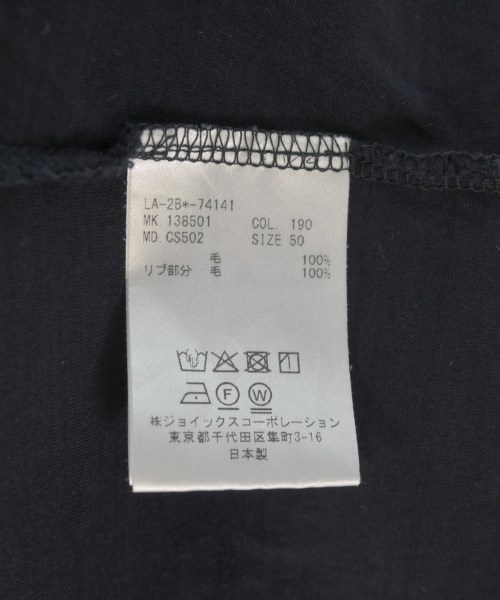 LA-2B*-74141
MK. 138501 COL. 190
MD. CS502 SIZE 50
毛 100%
リブ部分 毛 100%
F W
㈱ジョイックスコーポレーション
東京都千代田区隼町3-16
日本製